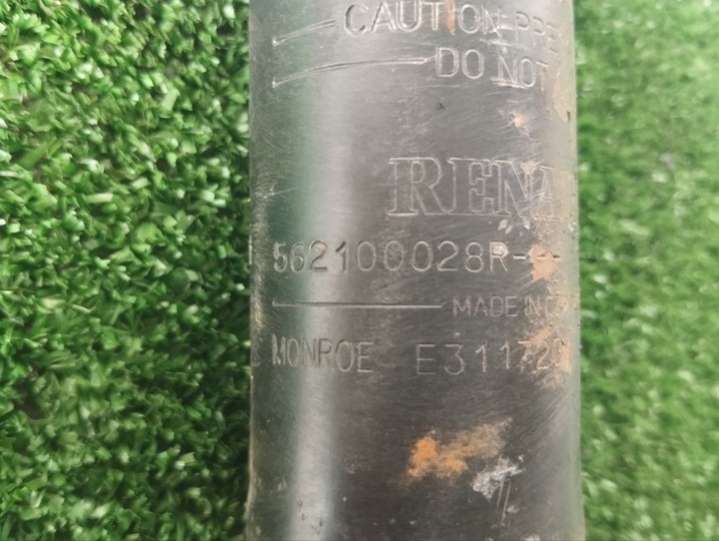 CAUTION
DO NOT
RENA
562100028R
MADE IN
MONROE E31172